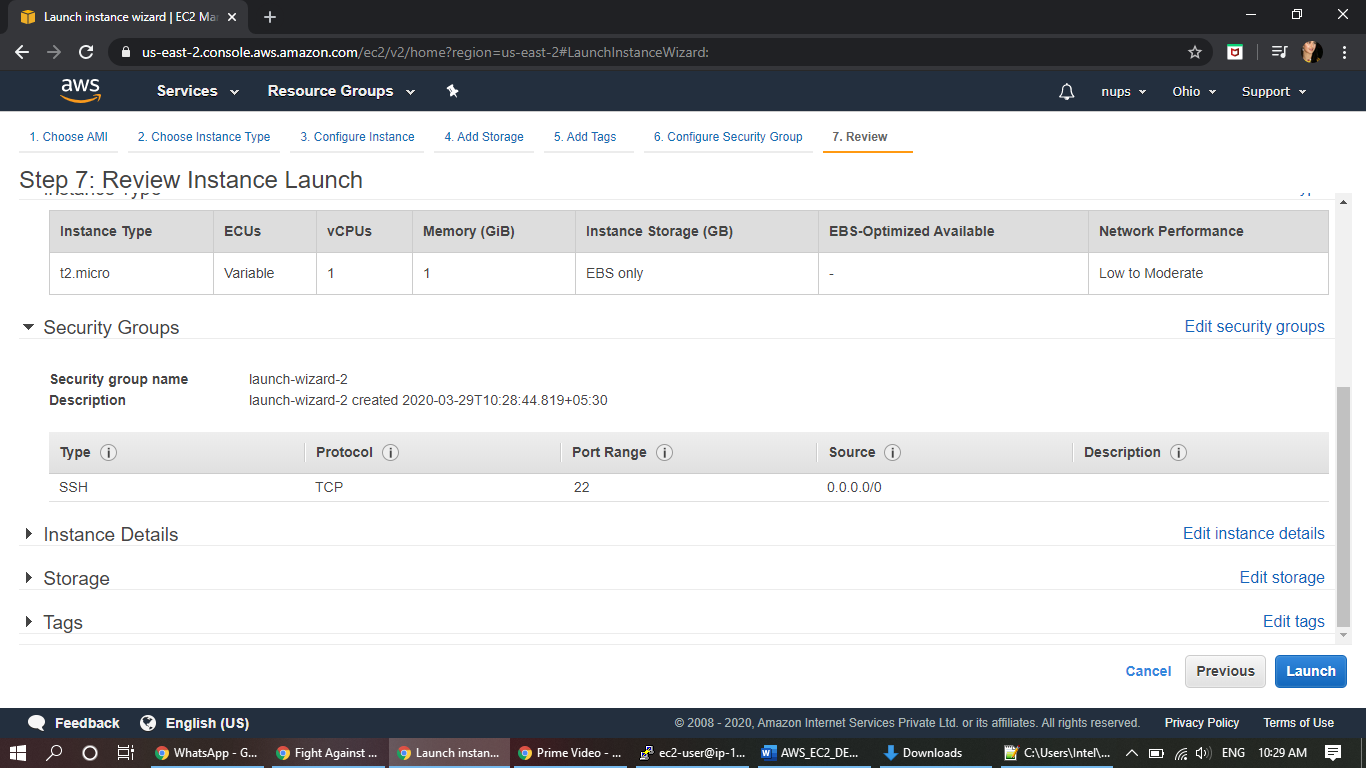 Launch instance wizard | EC2 Ma
us-east-2.console.aws.amazon.com/ec2/v2/home?region=us-east-2#LaunchInstanceWizard:
aws Services Resource Groups nups Ohio Support
1. Choose AMI 2. Choose Instance Type 3. Configure Instance 4. Add Storage 5. Add Tags 6. Configure Security Group 7. Review
Step 7: Review Instance Launch
Instance Type
Instance Type ECUs vCPUs Memory (GiB) Instance Storage (GB) EBS-Optimized Available Network Performance
t2.micro Variable 1 1 EBS only - Low to Moderate
Security Groups Edit security groups
Security group name launch-wizard-2
Description launch-wizard-2 created 2020-03-29T10:28:44.819+05:30
Type i Protocol i Port Range i Source i Description i
SSH TCP 22 0.0.0.0/0
Instance Details Edit instance details
Storage Edit storage
Tags Edit tags
Cancel Previous Launch
Feedback English (US) © 2008 - 2020, Amazon Internet Services Private Ltd. or its affiliates. All rights reserved. Privacy Policy Terms of Use
WhatsApp - G... Fight Against ... Launch instan... Prime Video - ... ec2-user@ip-1... AWS_EC2_DE... Downloads C:\Users\Intel\... ENG 10:29 AM